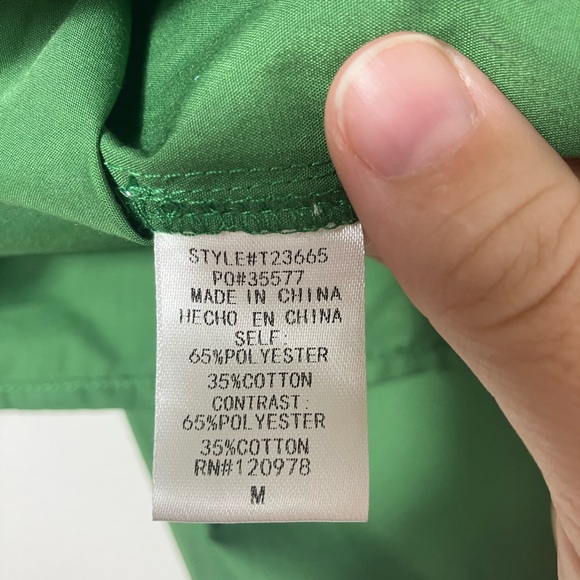 STYLE#T23665
PO#35577
MADE IN CHINA
HECHO EN CHINA
SELF:
65%POLYESTER
35%COTTON
CONTRAST:
65%POLYESTER
35%COTTON
RN#120978
M